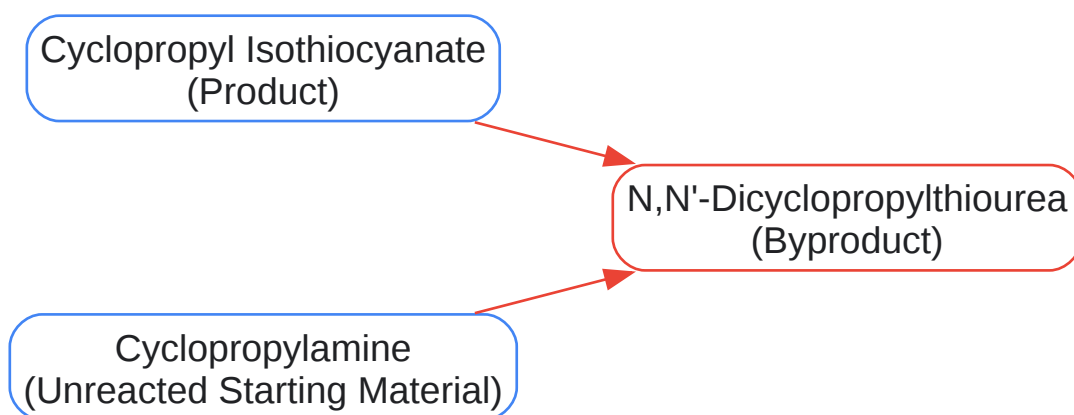 Cyclopropyl Isothiocyanate
(Product)
N,N'-Dicyclopropylthiourea
(Byproduct)
Cyclopropylamine
(Unreacted Starting Material)